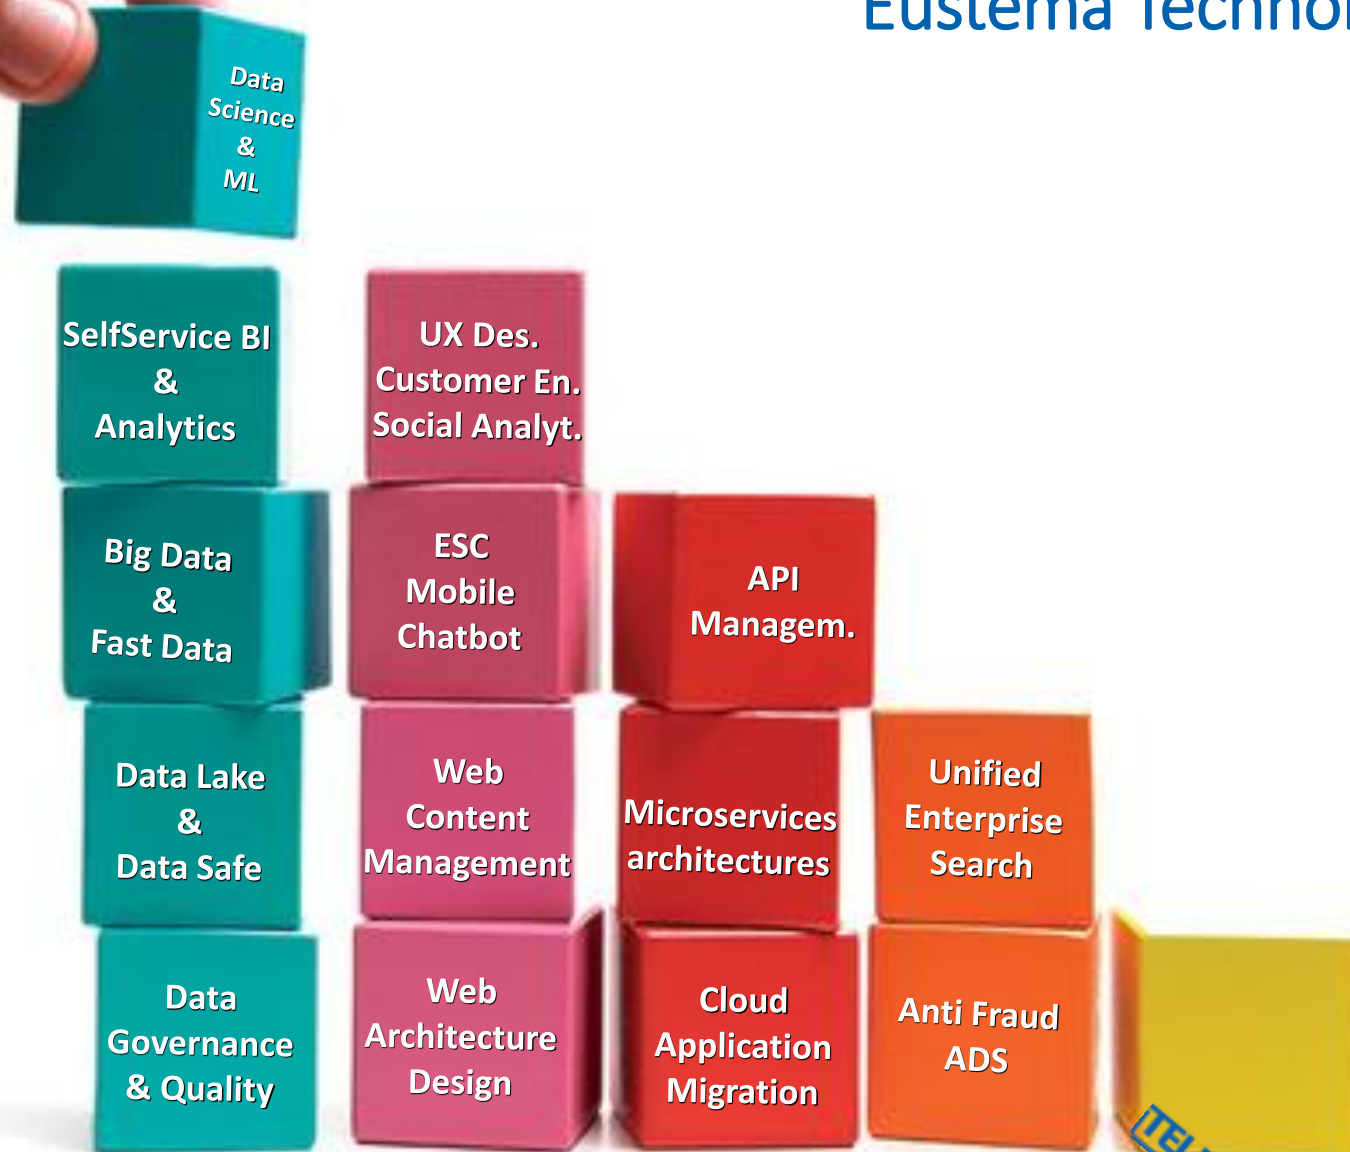 Eustema
Data
Science
&
ML
SelfService BI
&
Analytics
UX Des.
Customer En.
Social Analyt.
Big Data
&
Fast Data
ESC
Mobile
Chatbot
API
Managem.
Data Lake
&
Data Safe
Web
Content
Management
Microservices
architectures
Unified
Enterprise
Search
Data
Governance
& Quality
Web
Architecture
Design
Cloud
Application
Migration
Anti Fraud
ADS